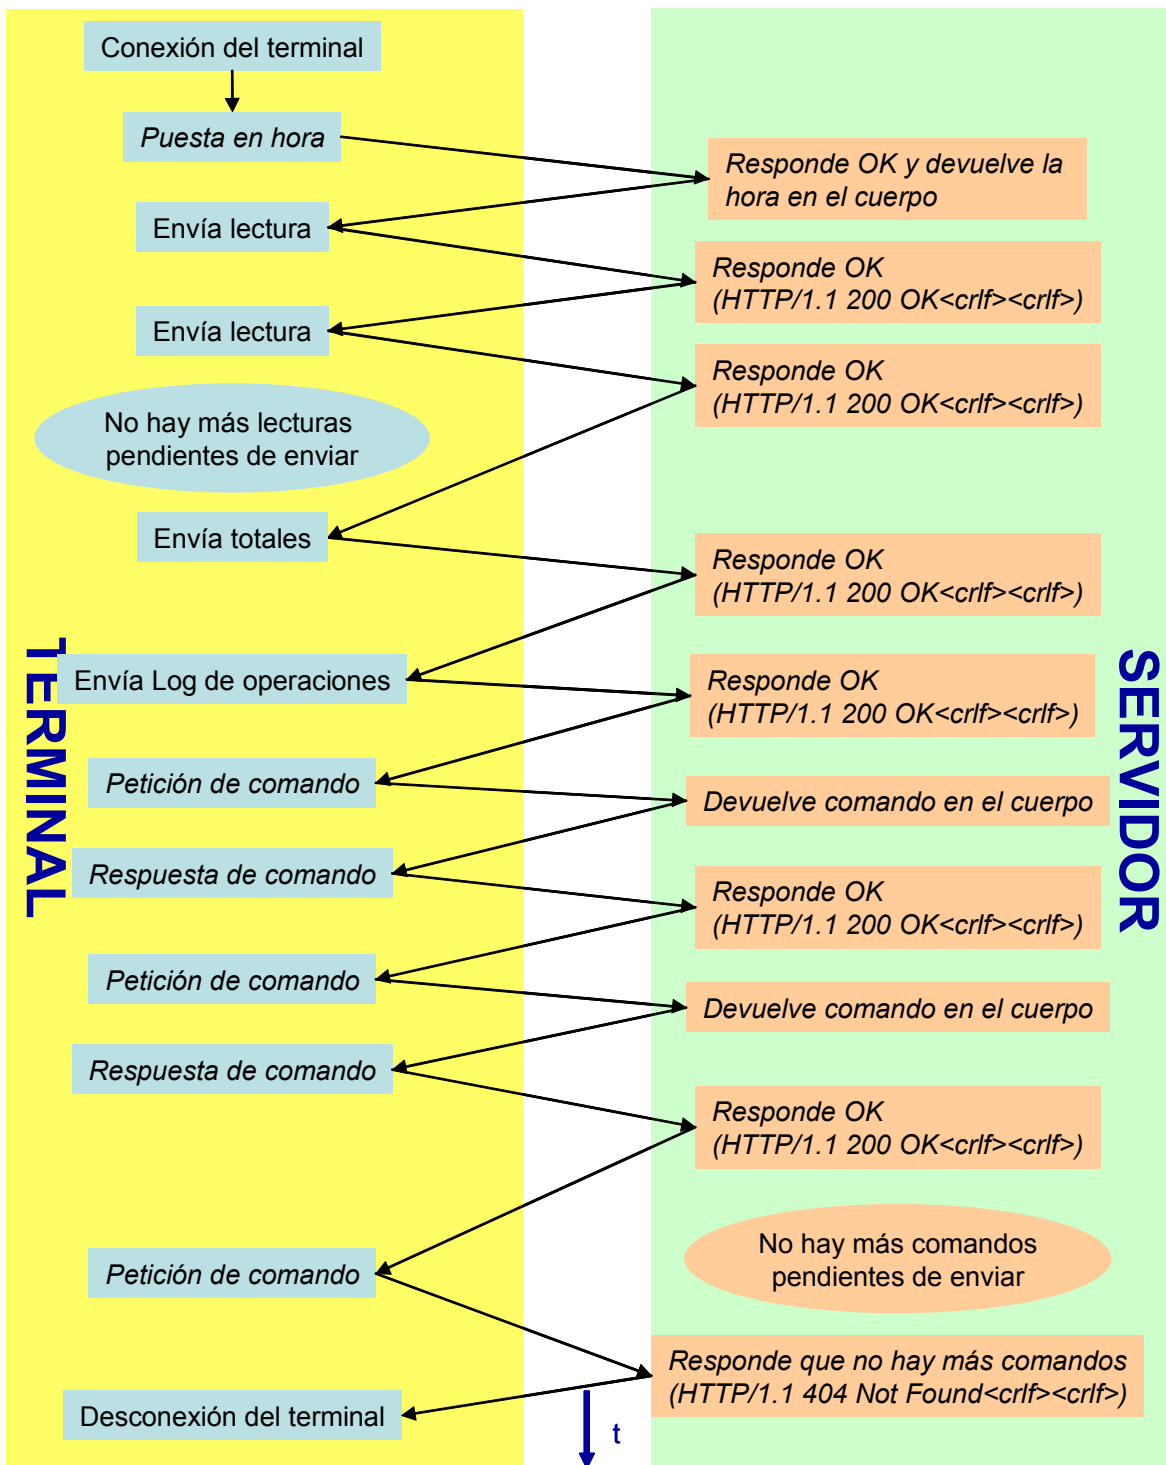 Conexión del terminal
Puesta en hora
Responde OK y devuelve la
hora en el cuerpo
Envía lectura
Responde OK
(HTTP/1.1 200 OK<crlf><crlf>)
Envía lectura
Responde OK
(HTTP/1.1 200 OK<crlf><crlf>)
No hay más lecturas
pendientes de enviar
Envía totales
Responde OK
(HTTP/1.1 200 OK<crlf><crlf>)
TERMINAL
SERVIDOR
Envía Log de operaciones
Responde OK
(HTTP/1.1 200 OK<crlf><crlf>)
Petición de comando
Devuelve comando en el cuerpo
Respuesta de comando
Responde OK
(HTTP/1.1 200 OK<crlf><crlf>)
Petición de comando
Devuelve comando en el cuerpo
Respuesta de comando
Responde OK
(HTTP/1.1 200 OK<crlf><crlf>)
No hay más comandos
pendientes de enviar
Petición de comando
Responde que no hay más comandos
(HTTP/1.1 404 Not Found<crlf><crlf>)
Desconexión del terminal
t